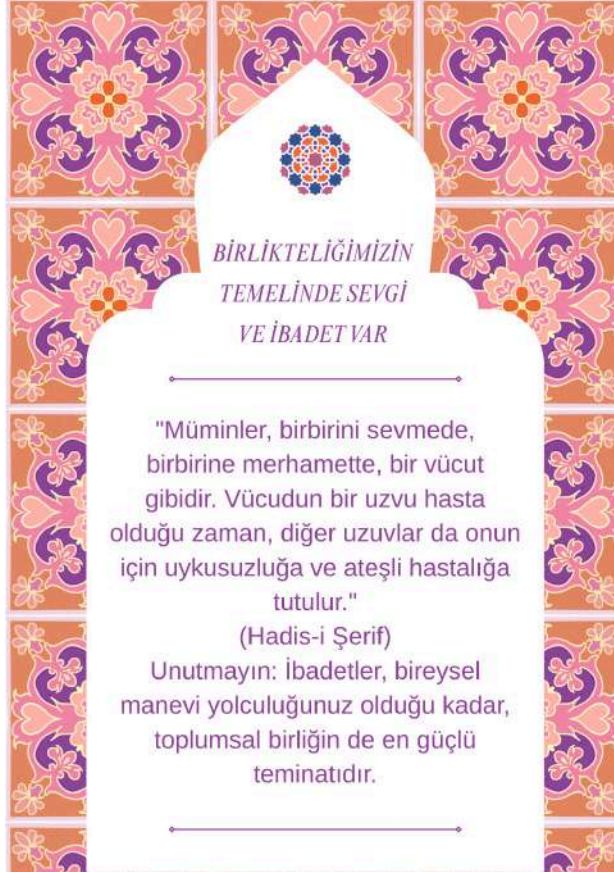 BİRLİKTELİĞİMİZİN
TEMELİNDE SEVGİ
VE İBADET VAR
"Müminler, birbirini sevmede,
birbirine merhamette, bir vücut
gibidir. Vücudun bir uzvu hasta
olduğu zaman, diğer uzuvlar da onun
için uykusuzluğa ve ateşli hastalığa
tutulur."
(Hadis-i Şerif)
Unutmayın: İbadetler, bireysel
manevi yolculuğunuz olduğu kadar,
toplumsal birliğin de en güçlü
teminatıdır.